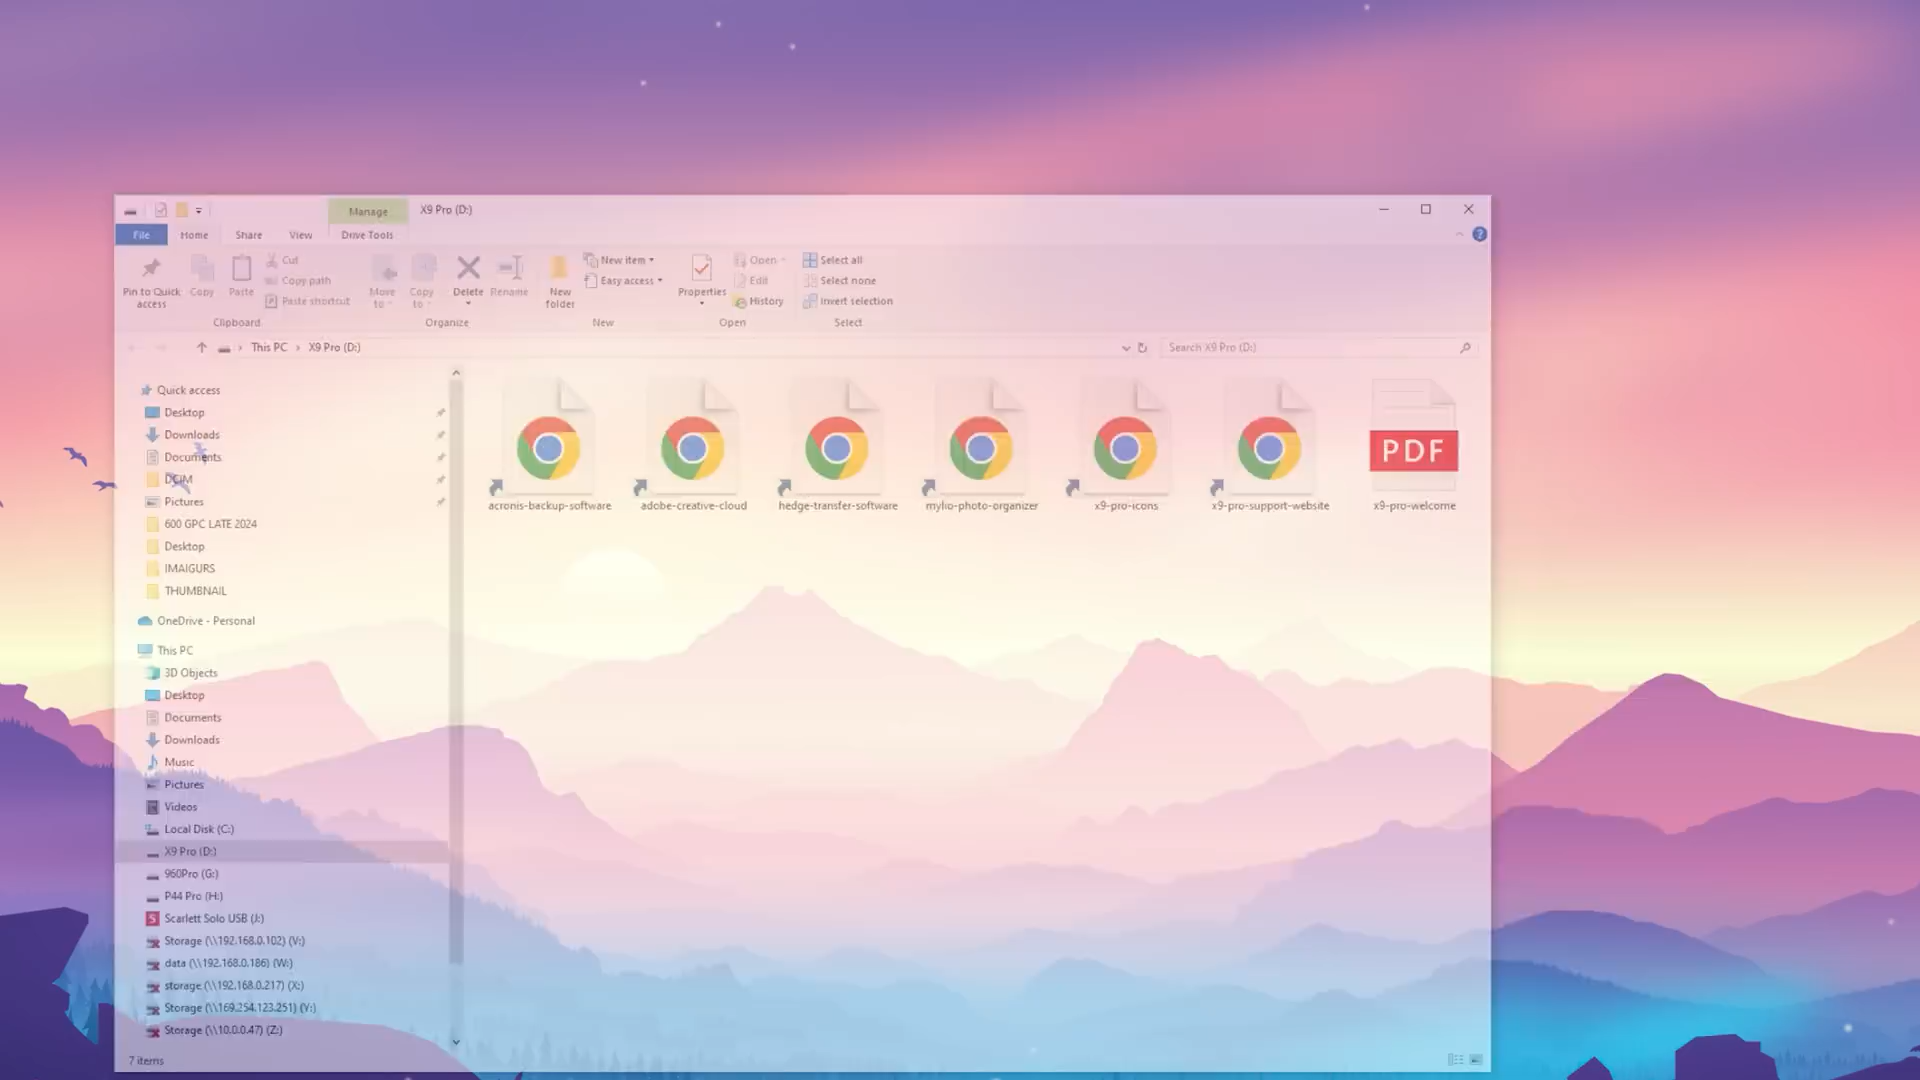 Manage
X9 Pro (D:)
File
Home
Share
View
Drive Tools
Pin to Quick access
Copy
Paste
Cut
Copy path
Paste shortcut
Clipboard
Move to
Copy to
Delete
Rename
Organize
New folder
New item
Easy access
New
Properties
Open
Edit
History
Open
Select all
Select none
Invert selection
Select
This PC › X9 Pro (D:)
Search X9 Pro (D:)
Quick access
Desktop
Downloads
Documents
DCIM
Pictures
600 GPC LATE 2024
Desktop
IMAIGURS
THUMBNAIL
OneDrive - Personal
This PC
3D Objects
Desktop
Documents
Downloads
Music
Pictures
Videos
Local Disk (C:)
X9 Pro (D:)
960Pro (G:)
P44 Pro (H:)
Scarlett Solo USB (J:)
Storage (\\192.168.0.102) (V:)
data (\\192.168.0.186) (W:)
storage (\\192.168.0.217) (X:)
Storage (\\169.254.123.251) (Y:)
Storage (\\10.0.0.47) (Z:)
acronis-backup-software
adobe-creative-cloud
hedge-transfer-software
mylio-photo-organizer
x9-pro-icons
x9-pro-support-website
PDF
x9-pro-welcome
7 items